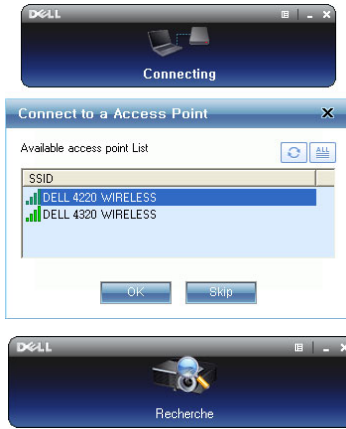 DELL
Connecting
Connect to a Access Point
Available access point List
ALL
SSID
DELL 4220 WIRELESS
DELL 4320 WIRELESS
OK
Skip
DELL
Recherche